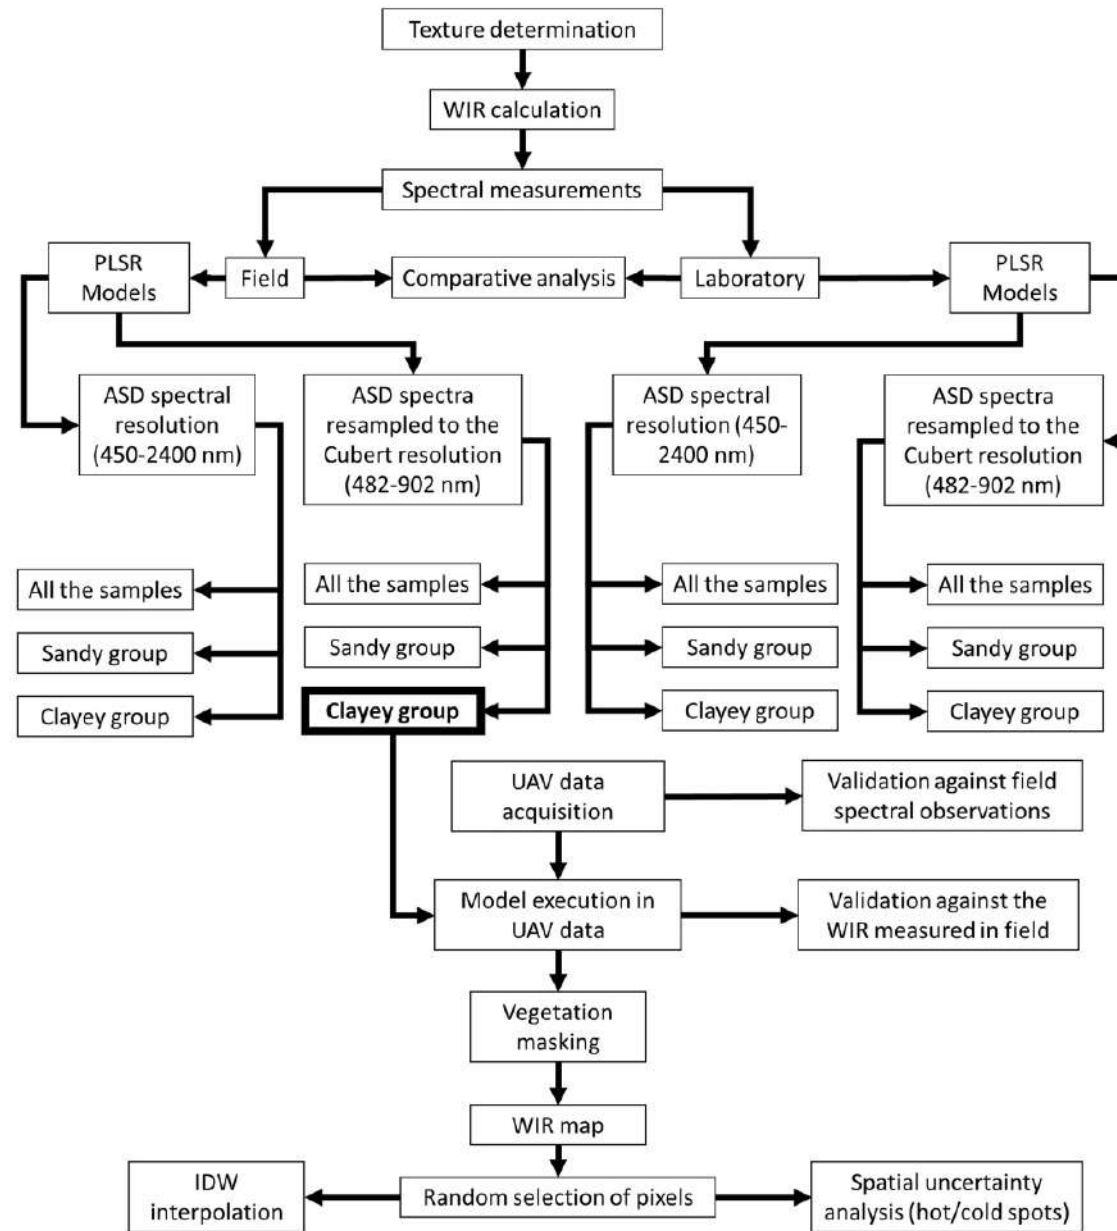 Texture determination
WIR calculation
Spectral measurements
PLSR
Models
Field
Comparative analysis
Laboratory
PLSR
Models
ASD spectral
resolution
(450-2400 nm)
ASD spectra
resampled to the
Cubert resolution
(482-902 nm)
ASD spectral
resolution (450-
2400 nm)
ASD spectra
resampled to the
Cubert resolution
(482-902 nm)
All the samples
Sandy group
Clayey group
All the samples
Sandy group
Clayey group
All the samples
Sandy group
Clayey group
All the samples
Sandy group
Clayey group
UAV data
acquisition
Validation against field
spectral observations
Model execution in
UAV data
Validation against the
WIR measured in field
Vegetation
masking
WIR map
IDW
interpolation
Random selection of pixels
Spatial uncertainty
analysis (hot/cold spots)